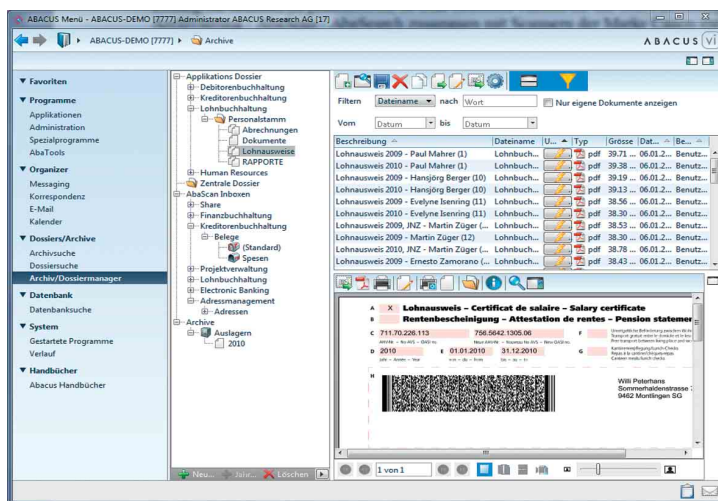 ABACUS Menü - ABACUS-DEMO [7777] Administrator ABACUS Research AG [17]
ABACUS-DEMO [7777] Archive
ABACUS vi
Favoriten
Programme
Applikationen
Administration
Spezialprogramme
AbaTools
Organizer
Messaging
Korrespondenz
E-Mail
Kalender
Dossiers/Archive
Archivsuche
Dossiersuche
Archiv/Dossiermanager
Datenbank
Datenbanksuche
System
Gestartete Programme
Verlauf
Handbücher
Abacus Handbücher
Applikations Dossier
Debitorenbuchhaltung
Kreditorenbuchhaltung
Lohnbuchhaltung
Personalstamm
Abrechnungen
Dokumente
Lohnausweise
RAPPORTE
Human Resources
Zentrale Dossier
AbaScan Inboxen
Share
Finanzbuchhaltung
Kreditorenbuchhaltung
Belege
(Standard)
Spesen
Projektverwaltung
Lohnbuchhaltung
Electronic Banking
Adressmanagement
Adressen
Archive
Auslagern
2010
Neu... Jahr... Löschen
Filtern Dateiname nach Wort Nur eigene Dokumente anzeigen
Vom Datum bis Datum
Beschreibung Dateiname U... Typ Grösse Dat... Be...
Lohnausweis 2009 - Paul Mahrer (1) Lohnbuch... pdf 39.71 ... 06.01.2... Benutz...
Lohnausweis 2010 - Paul Mahrer (1) Lohnbuch... pdf 39.38 ... 06.01.2... Benutz...
Lohnausweis 2009 - Hansjörg Berger (10) Lohnbuch... pdf 39.19 ... 06.01.2... Benutz...
Lohnausweis 2010 - Hansjörg Berger (10) Lohnbuch... pdf 39.13 ... 06.01.2... Benutz...
Lohnausweis 2009 - Evelyne Isenring (11) Lohnbuch... pdf 38.56 ... 06.01.2... Benutz...
Lohnausweis 2010 - Evelyne Isenring (11) Lohnbuch... pdf 38.30 ... 06.01.2... Benutz...
Lohnausweis 2009, JNZ - Martin Züger (... Lohnbuch... pdf 38.53 ... 06.01.2... Benutz...
Lohnausweis 2009 - Martin Züger (12) Lohnbuch... pdf 38.30 ... 06.01.2... Benutz...
Lohnausweis 2010, JNZ - Martin Züger (... Lohnbuch... pdf 38.78 ... 06.01.2... Benutz...
Lohnausweis 2009 - Ernesto Zamorano (... Lohnbuch... pdf 38.43 ... 06.01.2... Benutz...
A X Lohnausweis – Certificat de salaire – Salary certificate
B Rentenbescheinigung – Attestation de rentes – Pension statemen
C 711.70.226.113 756.5642.1305.06 F
D 2010 E 01.01.2010 31.12.2010 G
H
Willi Peterhans
Sommerhaldenstrasse 7
9462 Montlingen SG
1 von 1